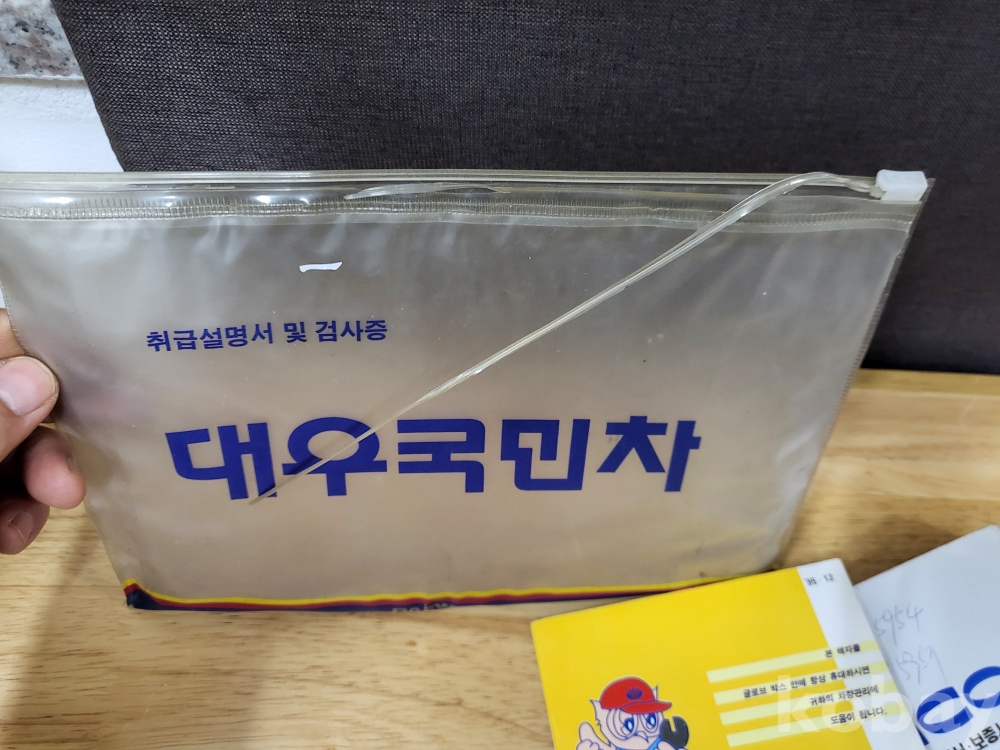 취급설명서 및 검사증
대우국민차
본 책자를
글로브 박스 안에 항상 휴대하시면
귀하의 차량관리에
도움이 됩니다.
5954
kobay